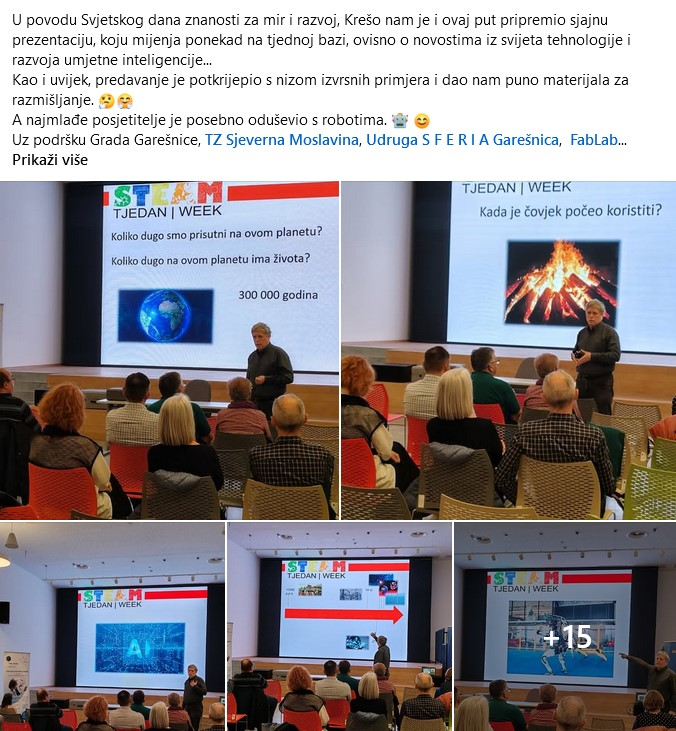 U povodu Svjetskog dana znanosti za mir i razvoj, Krešo nam je i ovaj put pripremio sjajnu
prezentaciju, koju mijenja ponekad na tjednoj bazi, ovisno o novostima iz svijeta tehnologije i
razvoja umjetne inteligencije...
Kao i uvijek, predavanje je potkrijepio s nizom izvrsnih primjera i dao nam puno materijala za
razmišljanje. 🤔🤗
A najmlađe posjetitelje je posebno oduševio s robotima. 🤖 😊
Uz podršku Grada Garešnice, TZ Sjeverna Moslavina, Udruga S F E R I A Garešnica, FabLab...
Prikaži više
STEAM
TJEDAN | WEEK
Koliko dugo smo prisutni na ovom planetu?
Koliko dugo na ovom planetu ima života?
300 000 godina
TJEDAN | WEEK
Kada je čovjek počeo koristiti?
STEAM
TJEDAN | WEEK
AI
STEAM
TJEDAN | WEEK
STEAM
TJEDAN | WEEK
+15